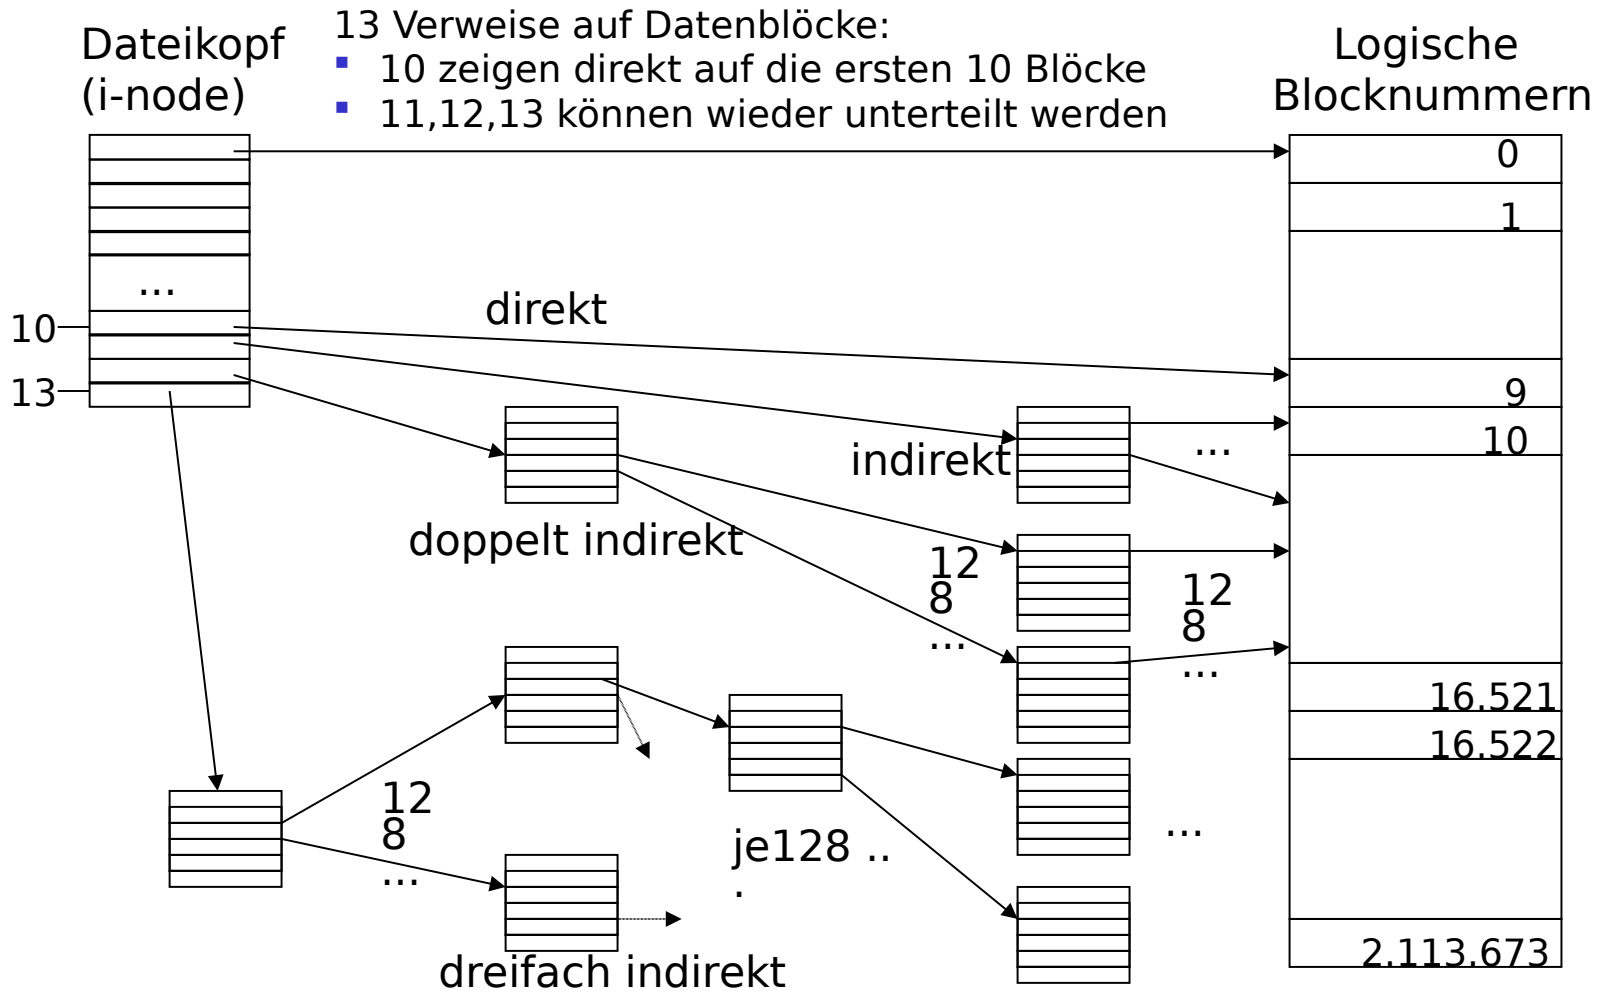 Dateikopf
(i-node)
13 Verweise auf Datenblöcke:
10 zeigen direkt auf die ersten 10 Blöcke
11,12,13 können wieder unterteilt werden
Logische
Blocknummern
0
1
...
direkt
10
13
9
10
indirekt
...
doppelt indirekt
12
8
...
12
8
...
16.521
16.522
12
8
...
je128 ..
.
...
dreifach indirekt
2.113.673